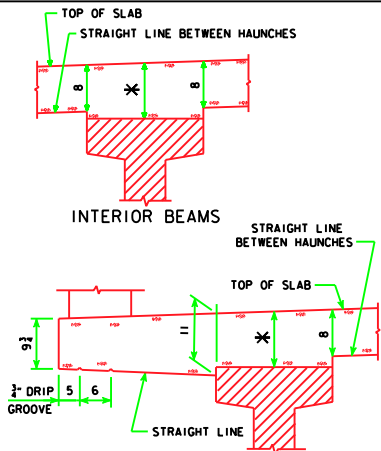 TOP OF SLAB
STRAIGHT LINE BETWEEN HAUNCHES
8
8
INTERIOR BEAMS
STRAIGHT LINE
BETWEEN HAUNCHES
TOP OF SLAB
9¾
11
8
¾" DRIP
GROOVE
5
6
STRAIGHT LINE